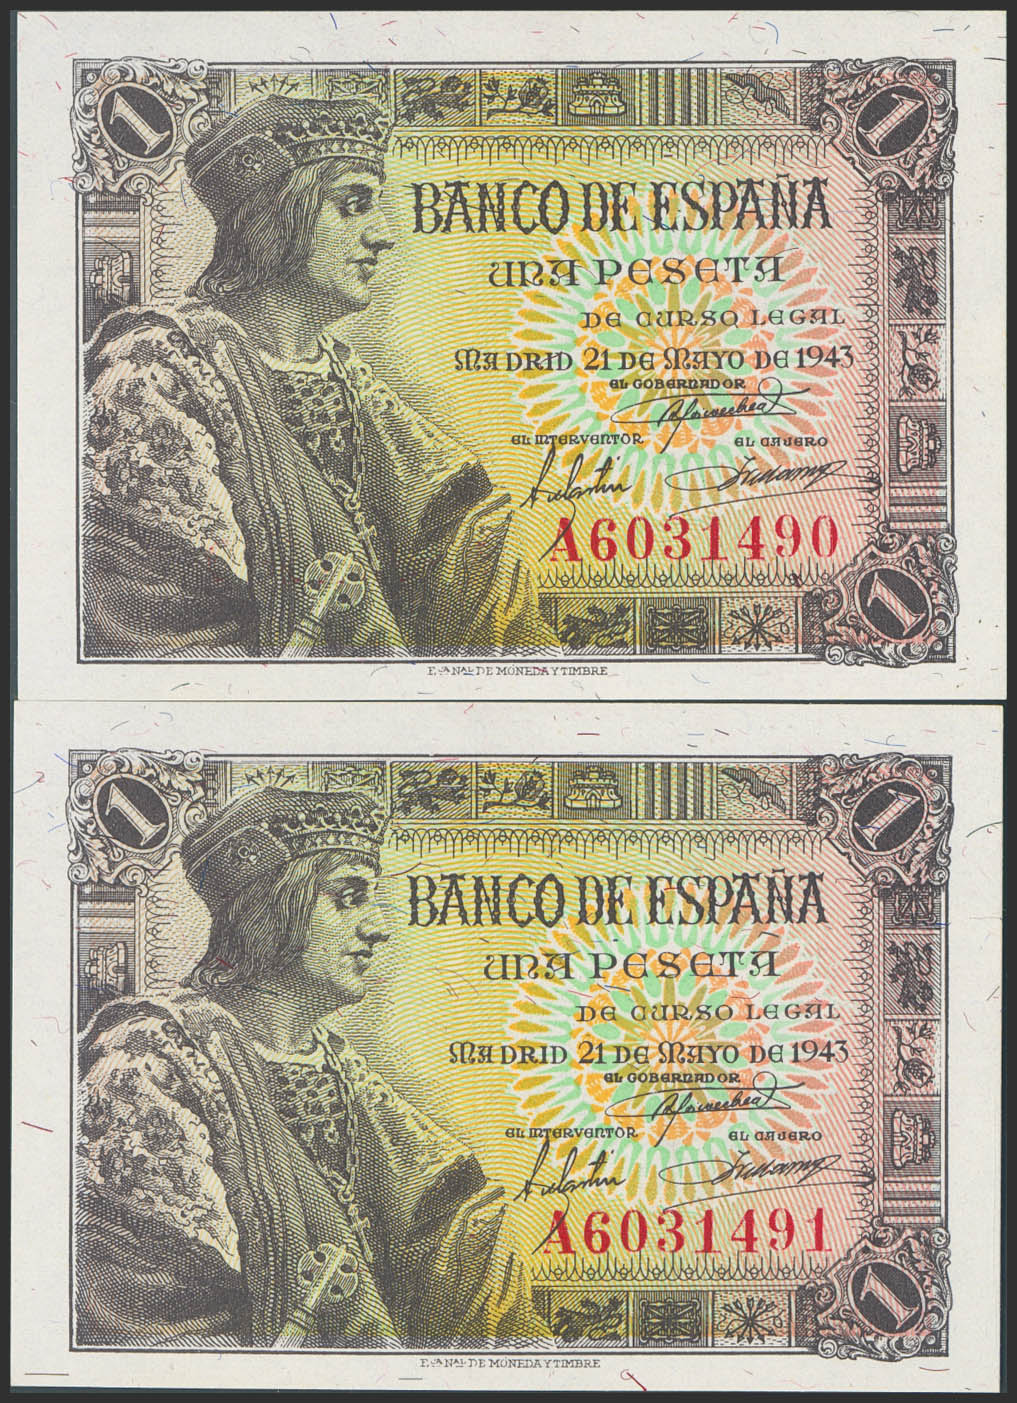 1 1
BANCO DE ESPAÑA
UNA PESETA
DE CURSO LEGAL
MADRID 21 DE MAYO DE 1943
EL GOBERNADOR
EL INTERVENTOR EL CAJERO
A6031490
1
F.CA NAL. DE MONEDA Y TIMBRE
1 1
BANCO DE ESPAÑA
UNA PESETA
DE CURSO LEGAL
MADRID 21 DE MAYO DE 1943
EL GOBERNADOR
EL INTERVENTOR EL CAJERO
A6031491
1
F.CA NAL. DE MONEDA Y TIMBRE